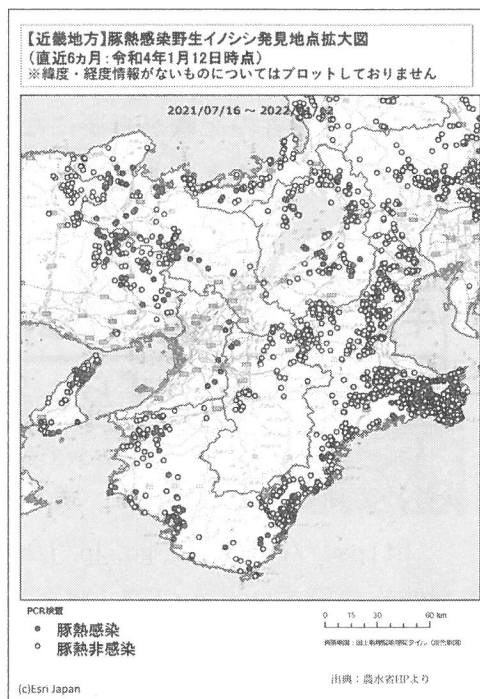 【近畿地方】豚熱感染野生イノシシ発見地点拡大図
(直近6ヵ月:令和4年1月12日時点)
※緯度・経度情報がないものについてはプロットしておりません
2021/07/16 ～ 2022/01/12
PCR検査
豚熱感染
豚熱非感染
0 15 30 60 km
出典:農水省HPより
(c)Esri Japan